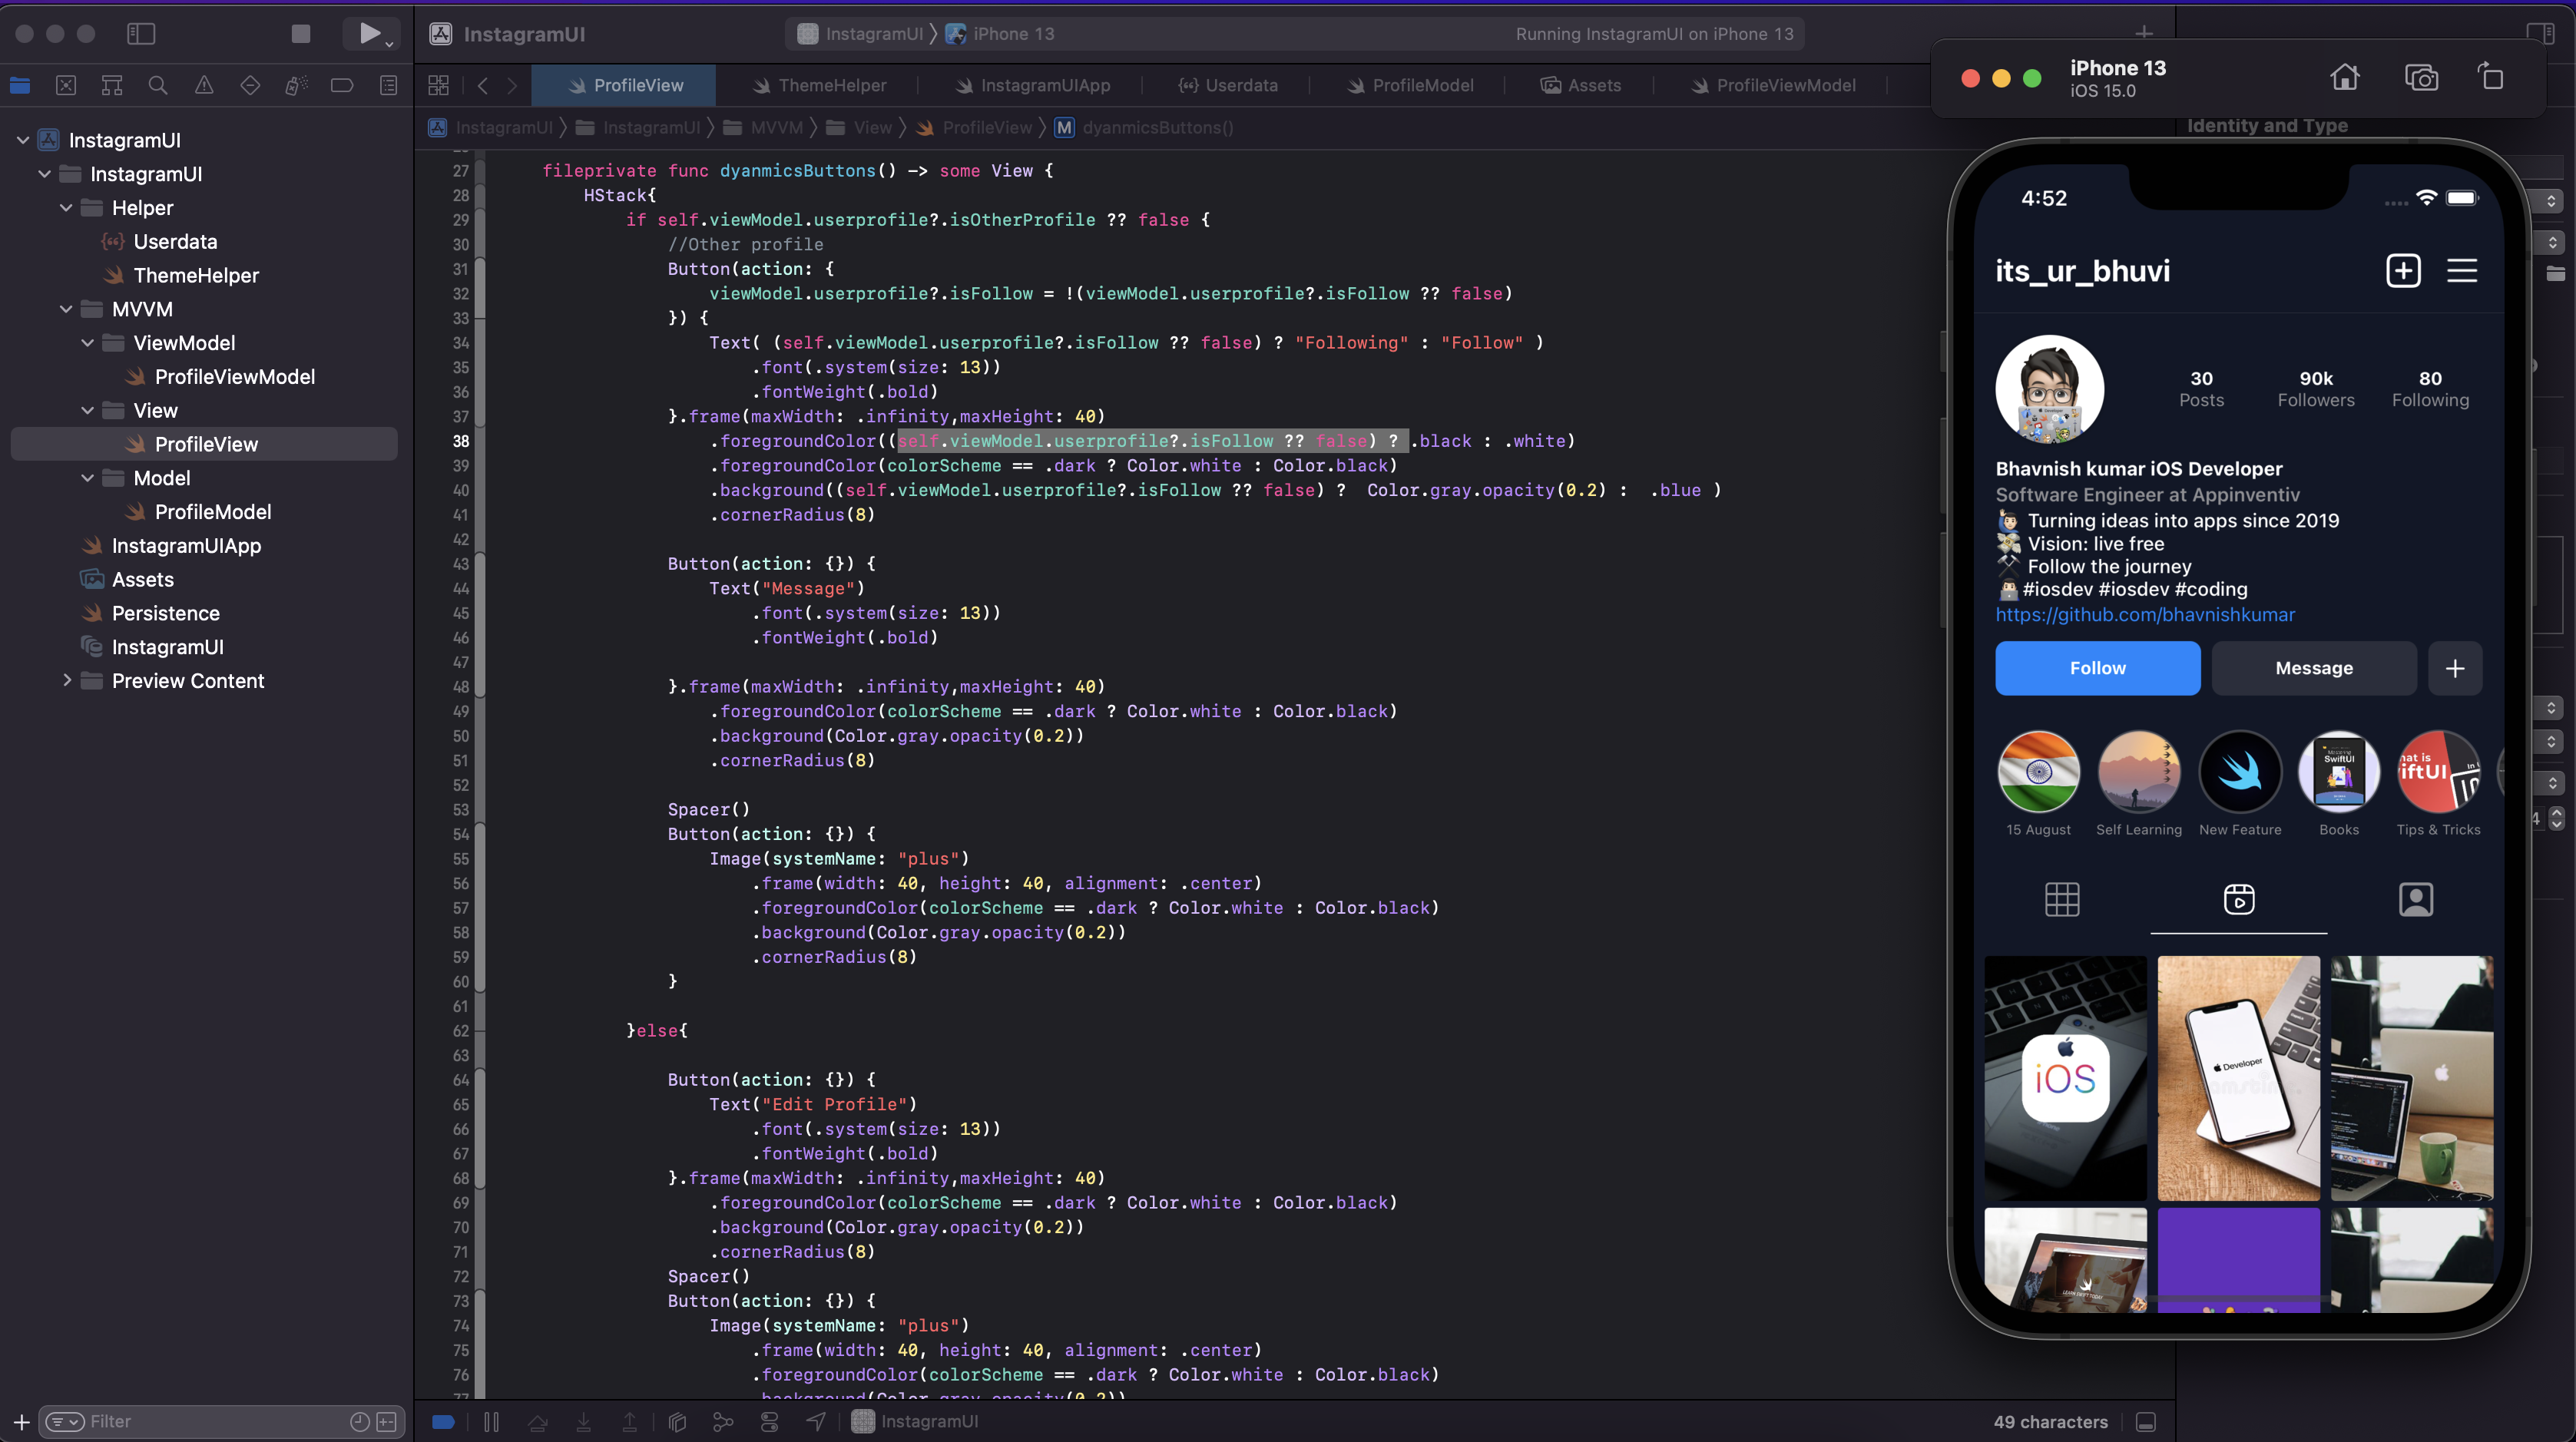 InstagramUI
InstagramUI
iPhone 13
Running InstagramUI on iPhone 13
ProfileView
ThemeHelper
InstagramUIApp
Userdata
ProfileModel
Assets
ProfileViewModel
InstagramUI
InstagramUI
MVVM
View
ProfileView
M
dyanmicsButtons()
InstagramUI
InstagramUI
Helper
Userdata
ThemeHelper
MVVM
ViewModel
ProfileViewModel
View
ProfileView
Model
ProfileModel
InstagramUIApp
Assets
Persistence
InstagramUI
Preview Content
Filter
27 fileprivate func dyanmicsButtons() -> some View {
28 HStack{
29 if self.viewModel.userprofile?.isOtherProfile ?? false {
30 //Other profile
31 Button(action: {
32 viewModel.userprofile?.isFollow = !(viewModel.userprofile?.isFollow ?? false)
33 }) {
34 Text( (self.viewModel.userprofile?.isFollow ?? false) ? "Following" : "Follow" )
35 .font(.system(size: 13))
36 .fontWeight(.bold)
37 }.frame(maxWidth: .infinity,maxHeight: 40)
38 .foregroundColor((self.viewModel.userprofile?.isFollow ?? false) ? .black : .white)
39 .foregroundColor(colorScheme == .dark ? Color.white : Color.black)
40 .background((self.viewModel.userprofile?.isFollow ?? false) ?  Color.gray.opacity(0.2) :  .blue )
41 .cornerRadius(8)
42
43 Button(action: {}) {
44 Text("Message")
45 .font(.system(size: 13))
46 .fontWeight(.bold)
47
48 }.frame(maxWidth: .infinity,maxHeight: 40)
49 .foregroundColor(colorScheme == .dark ? Color.white : Color.black)
50 .background(Color.gray.opacity(0.2))
51 .cornerRadius(8)
52
53 Spacer()
54 Button(action: {}) {
55 Image(systemName: "plus")
56 .frame(width: 40, height: 40, alignment: .center)
57 .foregroundColor(colorScheme == .dark ? Color.white : Color.black)
58 .background(Color.gray.opacity(0.2))
59 .cornerRadius(8)
60 }
61
62 }else{
63
64 Button(action: {}) {
65 Text("Edit Profile")
66 .font(.system(size: 13))
67 .fontWeight(.bold)
68 }.frame(maxWidth: .infinity,maxHeight: 40)
69 .foregroundColor(colorScheme == .dark ? Color.white : Color.black)
70 .background(Color.gray.opacity(0.2))
71 .cornerRadius(8)
72 Spacer()
73 Button(action: {}) {
74 Image(systemName: "plus")
75 .frame(width: 40, height: 40, alignment: .center)
76 .foregroundColor(colorScheme == .dark ? Color.white : Color.black)
77 .background(Color.gray.opacity(0.2))
InstagramUI
49 characters
iPhone 13
iOS 15.0
Identity and Type
4:52
its_ur_bhuvi
30
Posts
90k
Followers
80
Following
Bhavnish kumar iOS Developer
Software Engineer at Appinventiv
Turning ideas into apps since 2019
Vision: live free
Follow the journey
#iosdev #iosdev #coding
https://github.com/bhavnishkumar
Follow
Message
SwiftUI
hat is
iftUI
15 August
Self Learning
New Feature
Books
Tips & Tricks
4
iOS
Developer